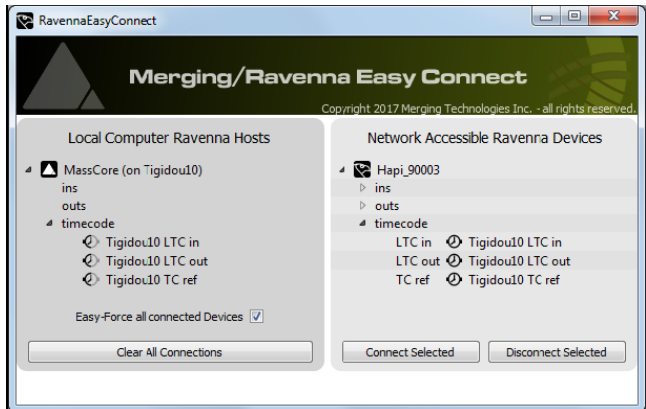 RavennaEasyConnect
Merging/Ravenna Easy Connect
Copyright 2017 Merging Technologies Inc. - all rights reserved.
Local Computer Ravenna Hosts
MassCore (on Tigidou10)
ins
outs
timecode
Tigidou10 LTC in
Tigidou10 LTC out
Tigidou10 TC ref
Easy-Force all connected Devices
Clear All Connections
Network Accessible Ravenna Devices
Hapi_90003
ins
outs
timecode
LTC in Tigidou10 LTC in
LTC out Tigidou10 LTC out
TC ref Tigidou10 TC ref
Connect Selected Disconnect Selected